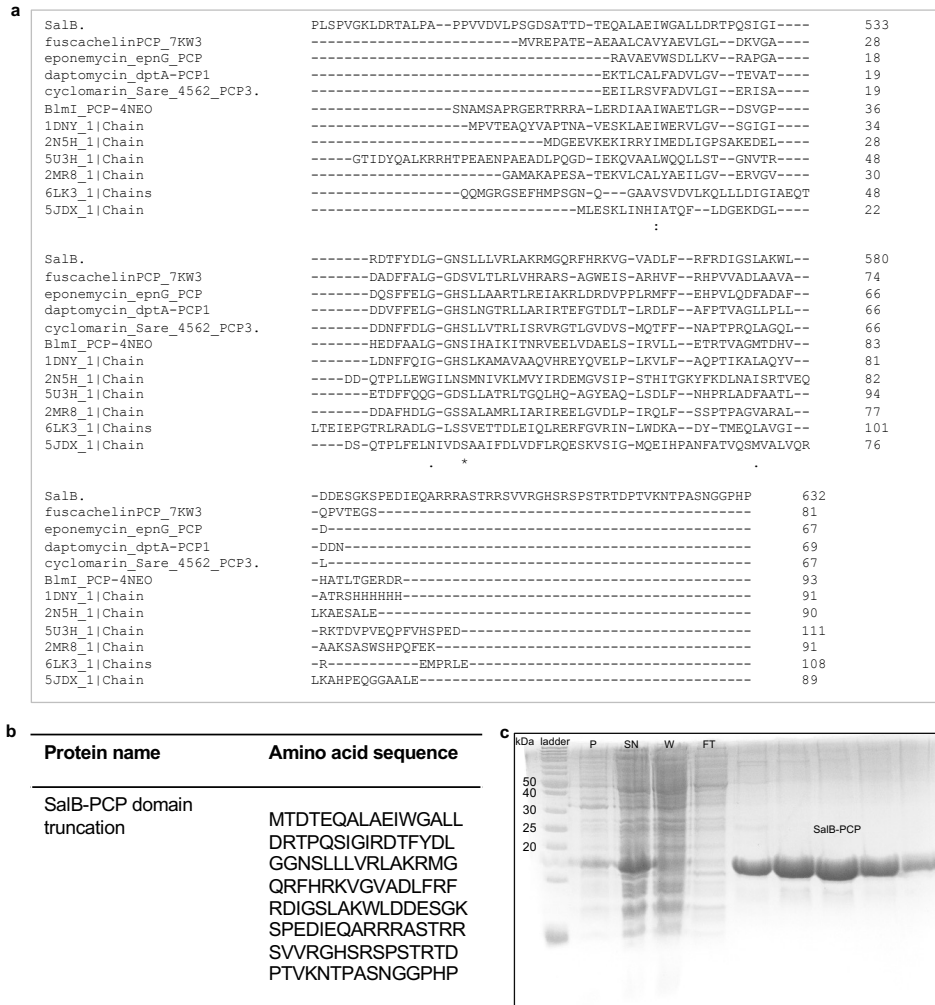 a
SalB. PLSPVGKLDRTALPA--PPVVDVLPSGDSATTD-TEQALAEIWGALLDRTPQSIGI---- 533
fuscachelinPCP_7KW3 --------------------MVREPATE-AEAALCAVYAEVLGL--DKVGA---- 28
eponemycin_epnG_PCP -----------------------------RAVAEVWSDLLKV--RAPGA---- 18
daptomycin_dptA-PCP1 ----------------------------EKTLCALFADVLGV--TEVAT---- 19
cyclomarin_Sare_4562_PCP3. ----------------------------EEILRSVFADVLGI--ERISA---- 19
BlmI_PCP-4NEO --------------SNAMSAPRGERTRRRA-LERDIAAIWAETLGR--DSVGP---- 36
1DNY_1|Chain ---------------MPVTEAQYVAPTNA-VESKLAEIWERVLGV--SGIGI---- 34
2N5H_1|Chain -----------------------MDGEEVKEKIRRYIMEDLIGPSAKEDEL---- 28
5U3H_1|Chain ----GTIDYQALKRRHTPEAENPAEADLPQGD-IEKQVAALWQQLLST--GNVTR---- 48
2MR8_1|Chain -------------------GAMAKAPESA-TEKVLCALYAEILGV--ERVGV---- 30
6LK3_1|Chains ---------------QQMGRGSEFHMPSGN-Q---GAAVSVDVLKQLLLDIGIAEQT 48
5JDX_1|Chain --------------------------MLESKLINHIATQF--LDGEKDGL---- 22
:
SalB. ------RDTFYDLG-GNSLLLVRLAKRMGQRFHRKVG-VADLF--RFRDIGSLAKWL-- 580
fuscachelinPCP_7KW3 ------DADFFALG-GDSVLTLRLVHRARS-AGWEIS-ARHVF--RHPVVADLAAVA-- 74
eponemycin_epnG_PCP ------DQSFFELG-GHSLLAARTLREIAKRLDRDVPPLRMFF--EHPVLQDFADAF-- 66
daptomycin_dptA-PCP1 ------DDVFFELG-GHSLNGTRLLARIRTEFGTDLT-LRDLF--AFPTVAGLLPLL-- 66
cyclomarin_Sare_4562_PCP3. ------DDNFFDLG-GHSLLVTRLISRVRGTLGVDVS-MQTFF--NAPTPRQLAGQL-- 66
BlmI_PCP-4NEO ------HEDFAALG-GNSIHAIKITNRVEELVDAELS-IRVLL--ETRTVAGMTDHV-- 83
1DNY_1|Chain ------LDNFFQIG-GHSLKAMAVAAQVHREYQVELP-LKVLF--AQPTIKALAQYV-- 81
2N5H_1|Chain ----DD-QTPLLEWGILNSMNIVKLMVYIRDEMGVSIP-STHITGKYFKDLNAISRTVEQ 82
5U3H_1|Chain ------ETDFFQQG-GDSLLATRLTGQLHQ-AGYEAQ-LSDLF--NHPRLADFAATL-- 94
2MR8_1|Chain ------DDAFHDLG-GSSALAMRLIARIREELGVDLP-IRQLF--SSPTPAGVARAL-- 77
6LK3_1|Chains LTEIEPGTRLRADLG-LSSVETTDLEIQLRERFGVRINLWDKA--DY-TMEQLAVGI-- 101
5JDX_1|Chain ----DS-QTPLFELNIVDSAAIFDLVDFLRQESKVSIG-MQEIHPANFATVQSMVALVQR 76
. * .
SalB. -DDESGKSPEDIEQARRRASTRRSVVRGHSRSPSTRTDPTVKNTPASNGGPHP 632
fuscachelinPCP_7KW3 -QPVTEGS--------------------------------------------- 81
eponemycin_epnG_PCP -D--------------------------------------------------- 67
daptomycin_dptA-PCP1 -DDN------------------------------------------------- 69
cyclomarin_Sare_4562_PCP3. -L--------------------------------------------------- 67
BlmI_PCP-4NEO -HATLTGERDR------------------------------------------ 93
1DNY_1|Chain -ATRSHHHHHH------------------------------------------ 91
2N5H_1|Chain LKAESALE--------------------------------------------- 90
5U3H_1|Chain -RKTDVPVEQPFVHSPED----------------------------------- 111
2MR8_1|Chain -AAKSASWSHPQFEK-------------------------------------- 91
6LK3_1|Chains -R-----------EMPRLE---------------------------------- 108
5JDX_1|Chain LKAHPEQGGAALE---------------------------------------- 89
b
Protein name Amino acid sequence
SalB-PCP domain
truncation
MTDTEQALAEIWGALL
DRTPQSIGIRDTFYDL
GGNSLLLVRLAKRMG
QRFHRKVGVADLFRF
RDIGSLAKWLDDESGK
SPEDIEQARRRASTRR
SVVRGHSRSPSTRTD
PTVKNTPASNGGPHP
c
kDa ladder P SN W FT
50
40
30
25
20
SalB-PCP